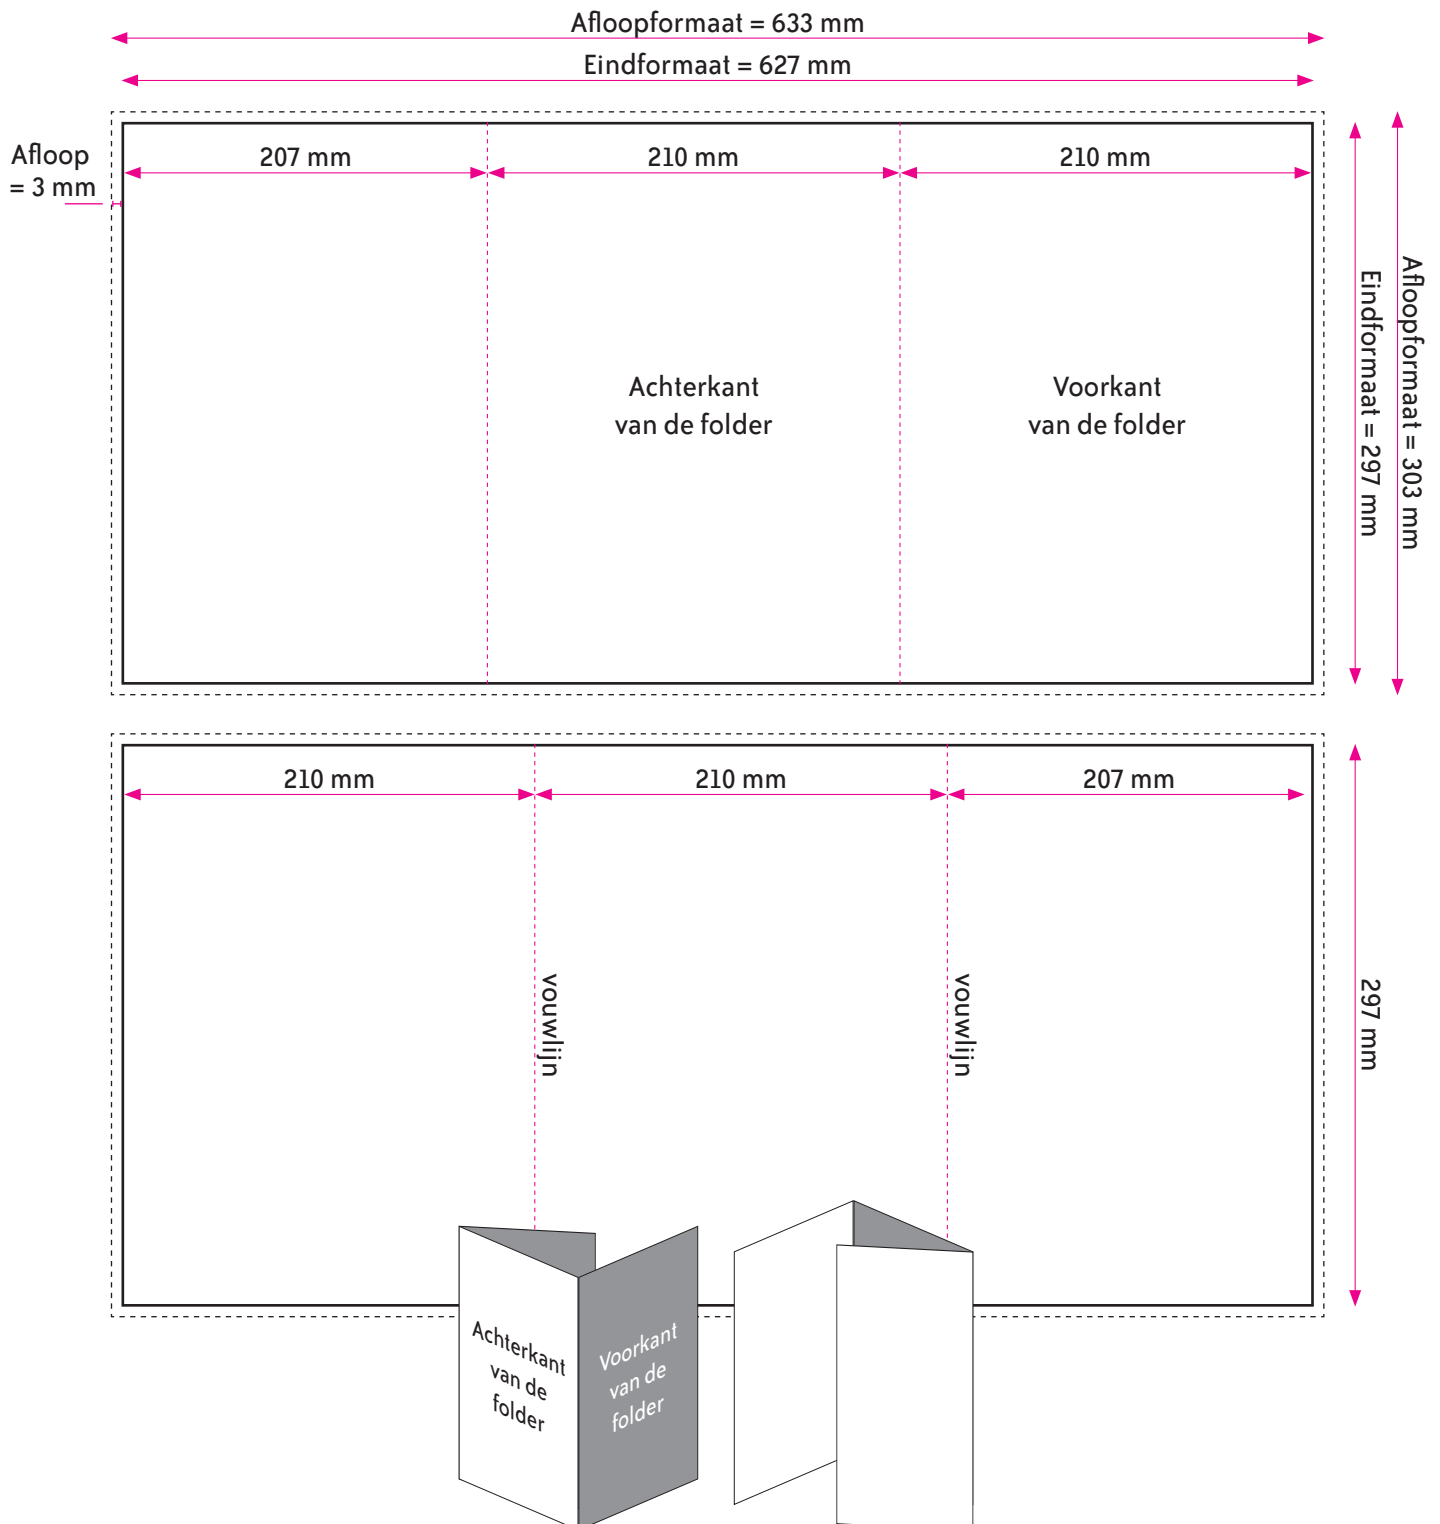 Afloopformaat = 633 mm
Eindformaat = 627 mm
Afloop
= 3 mm
207 mm
210 mm
210 mm
Achterkant
van de folder
Voorkant
van de folder
Eindformaat = 297 mm
Afloopformaat = 303 mm
210 mm
210 mm
207 mm
vouwlijn
vouwlijn
297 mm
Achterkant
van de
folder
Voorkant
van de
folder